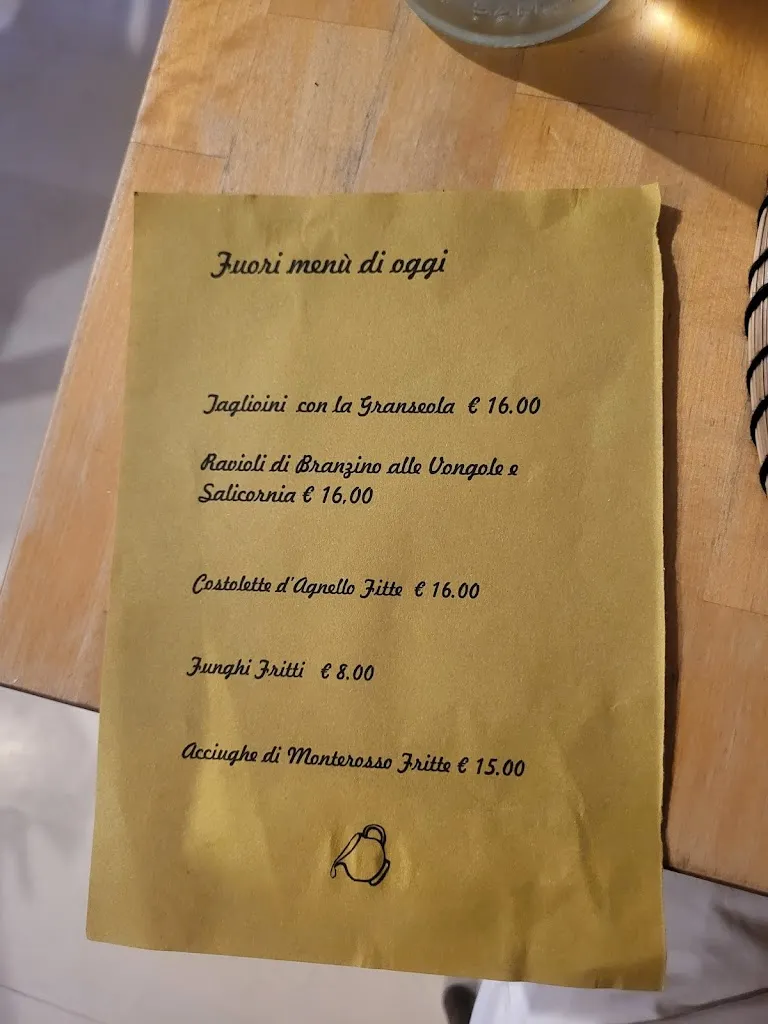 Fuori menù di oggi
Taglioini con la Granseola € 16.00
Ravioli di Branzino alle Vongole e
Salicornia € 16,00
Costolette d'Agnello Fitte € 16.00
Funghi Fritti € 8.00
Acciughe di Monterosso Fritte € 15.00